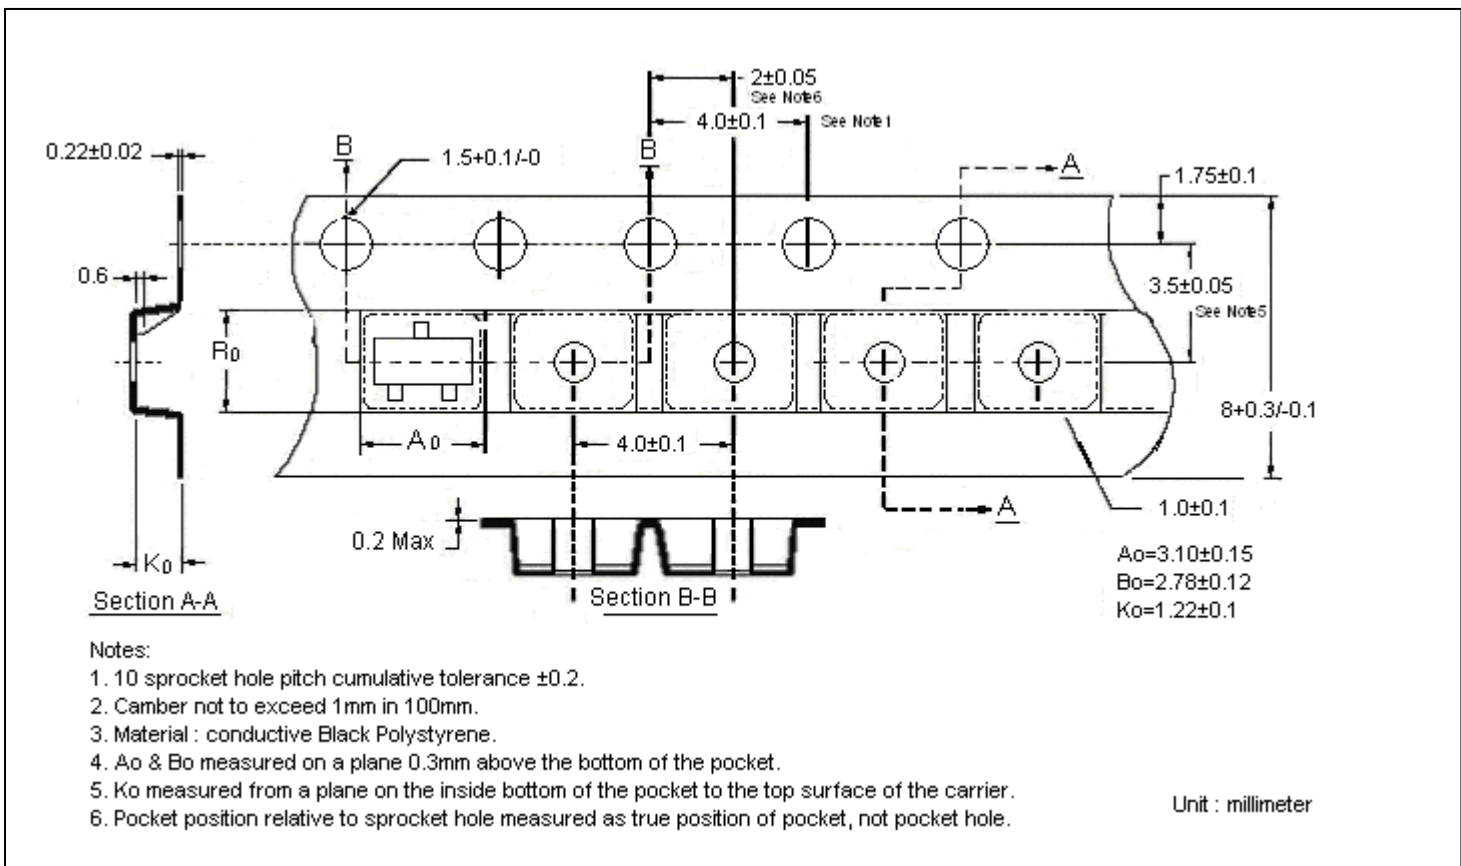 2±0.05
See Note6
4.0±0.1
See Note1
0.22±0.02
B
1.5+0.1/-0
B
A
1.75±0.1
0.6
3.5±0.05
See Note5
R0
8+0.3/-0.1
A0
4.0±0.1
A
1.0±0.1
0.2 Max
K0
Section A-A
Section B-B
Ao=3.10±0.15
Bo=2.78±0.12
Ko=1.22±0.1
Notes:
1. 10 sprocket hole pitch cumulative tolerance ±0.2.
2. Camber not to exceed 1mm in 100mm.
3. Material : conductive Black Polystyrene.
4. Ao & Bo measured on a plane 0.3mm above the bottom of the pocket.
5. Ko measured from a plane on the inside bottom of the pocket to the top surface of the carrier.
6. Pocket position relative to sprocket hole measured as true position of pocket, not pocket hole.
Unit : millimeter